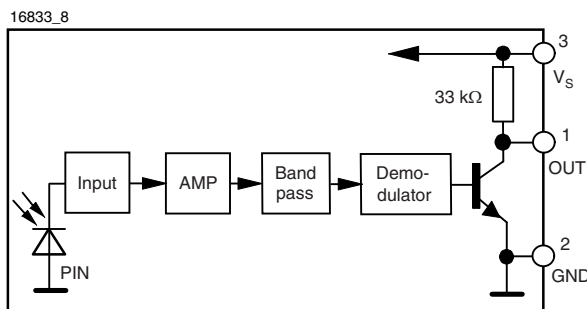 16833_8
3
V_S
33 kΩ
1
OUT
Input
AMP
Band
pass
Demo-
dulator
2
GND
PIN